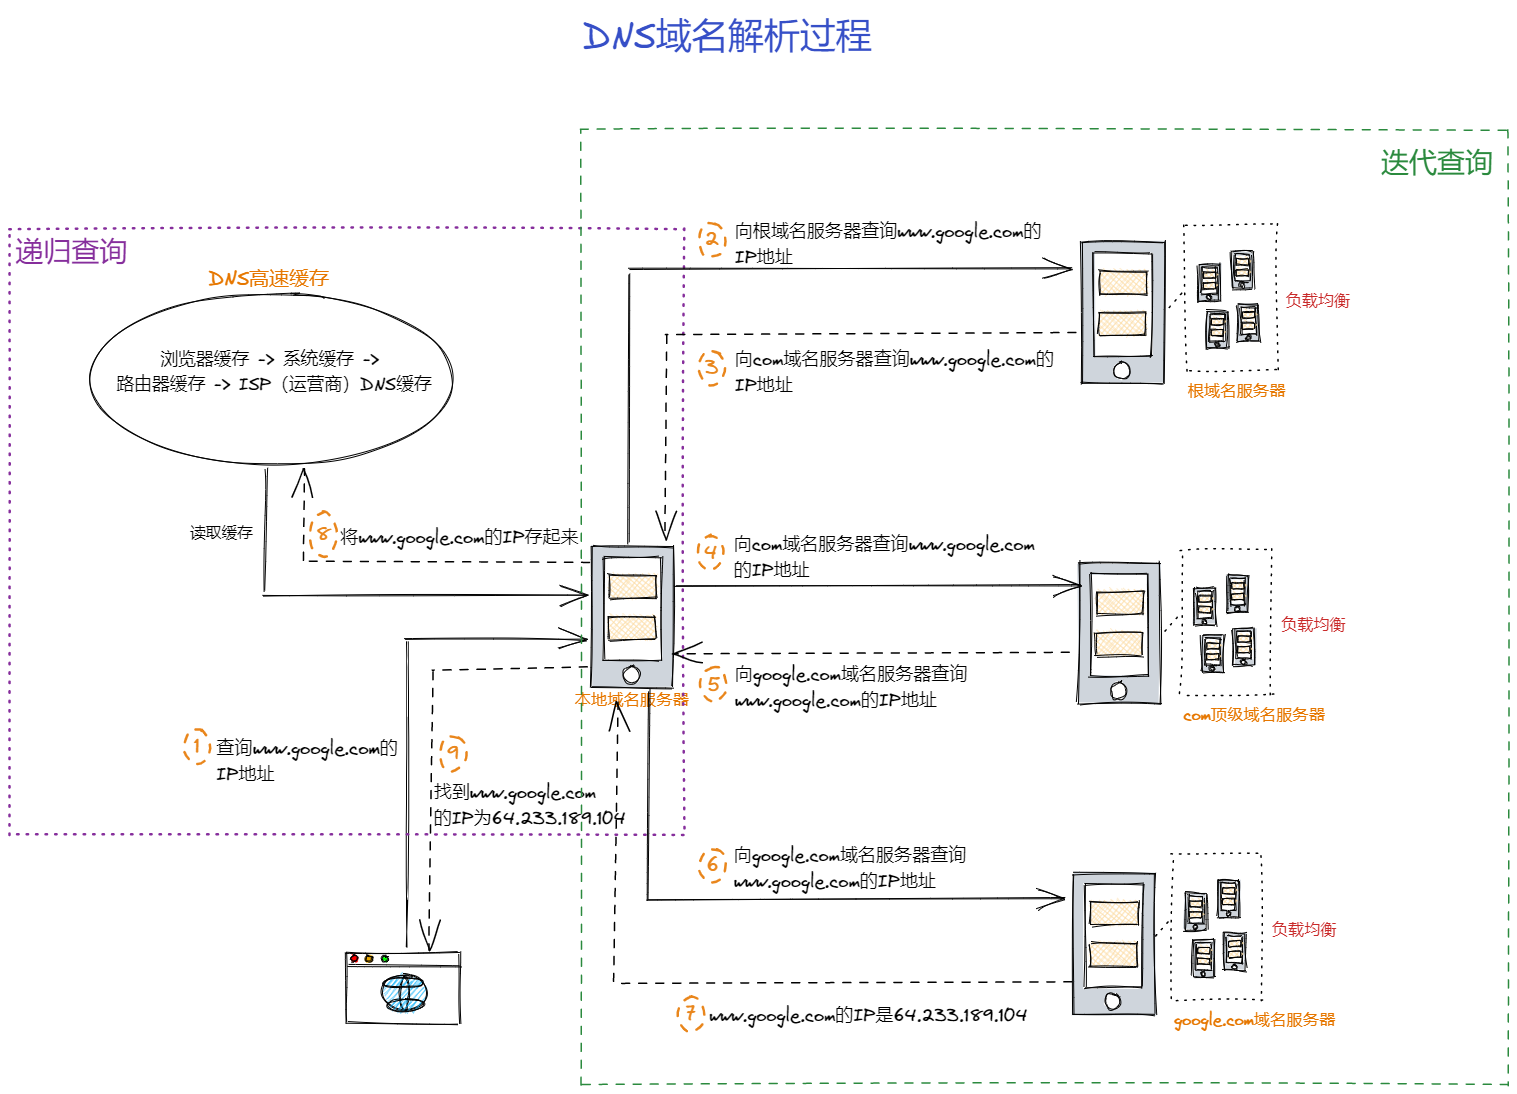 DNS域名解析过程
迭代查询
递归查询
DNS高速缓存
浏览器缓存 -> 系统缓存 ->
路由器缓存 -> ISP（运营商）DNS缓存
2
向根域名服务器查询www.google.com的
IP地址
负载均衡
3
向com域名服务器查询www.google.com的
IP地址
根域名服务器
读取缓存
8
将www.google.com的IP存起来
4
向com域名服务器查询www.google.com
的IP地址
负载均衡
5
向google.com域名服务器查询
www.google.com的IP地址
本地域名服务器
com顶级域名服务器
1
查询www.google.com的
IP地址
9
找到www.google.com
的IP为64.233.189.104
6
向google.com域名服务器查询
www.google.com的IP地址
负载均衡
7
www.google.com的IP是64.233.189.104
google.com域名服务器